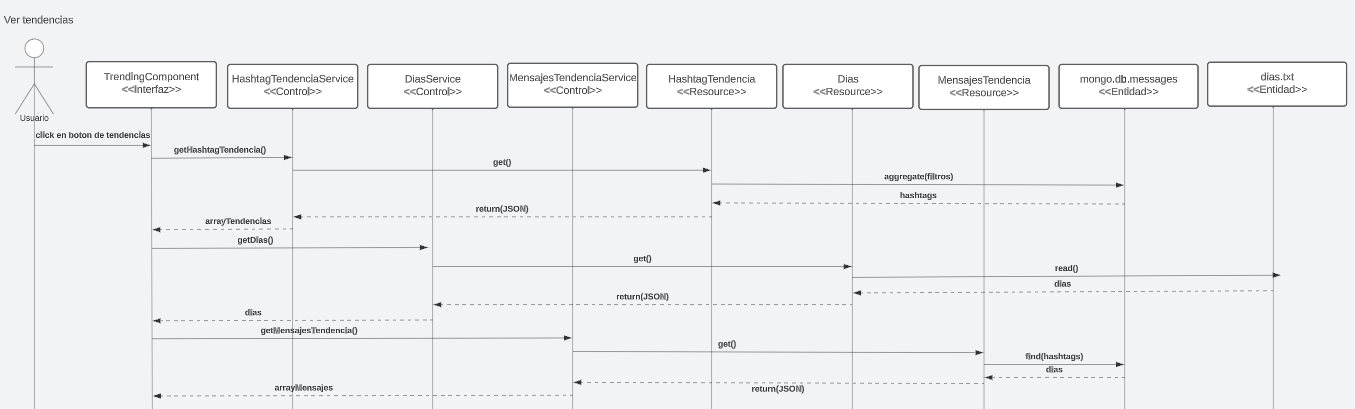 Ver tendencias
TrendingComponent
<<Interfaz>>
HashtagTendenciaService
<<Control>>
DiasService
<<Control>>
MensajesTendenciaService
<<Control>>
HashtagTendencia
<<Resource>>
Dias
<<Resource>>
MensajesTendencia
<<Resource>>
mongo.db.messages
<<Entidad>>
dias.txt
<<Entidad>>
Usuario
click en boton de tendencias
getHashtagTendencia()
get()
aggregate(filtros)
hashtags
return(JSON)
arrayTendencias
getDias()
get()
read()
dias
return(JSON)
dias
getMensajesTendencia()
get()
find(hashtags)
dias
return(JSON)
arrayMensajes